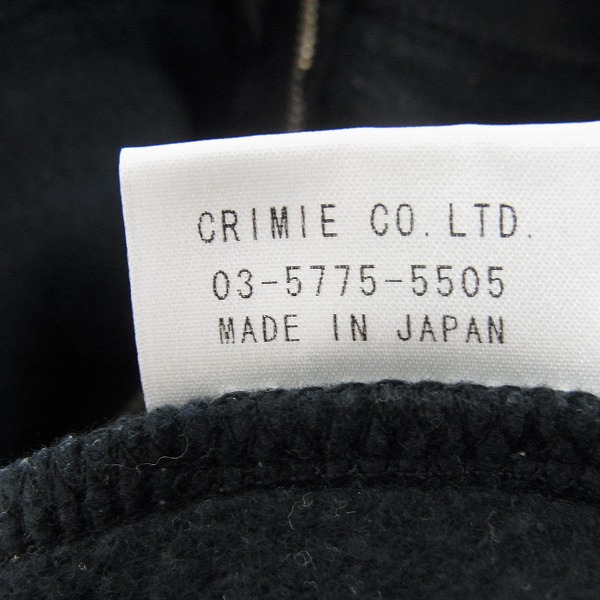 CRIMIE CO. LTD.
03-5775-5505
MADE IN JAPAN